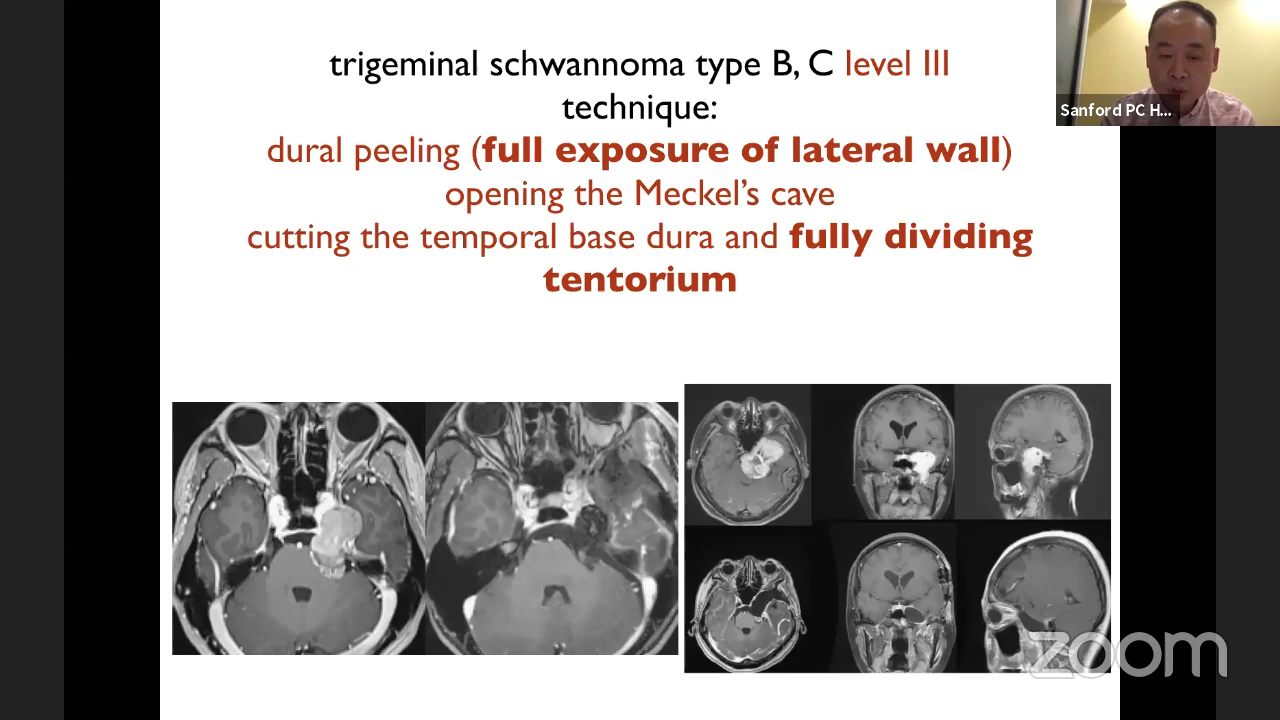 trigeminal schwannoma type B, C level III
technique:
dural peeling (full exposure of lateral wall)
opening the Meckel’s cave
cutting the temporal base dura and fully dividing
tentorium
Sanford PC H...
zoom